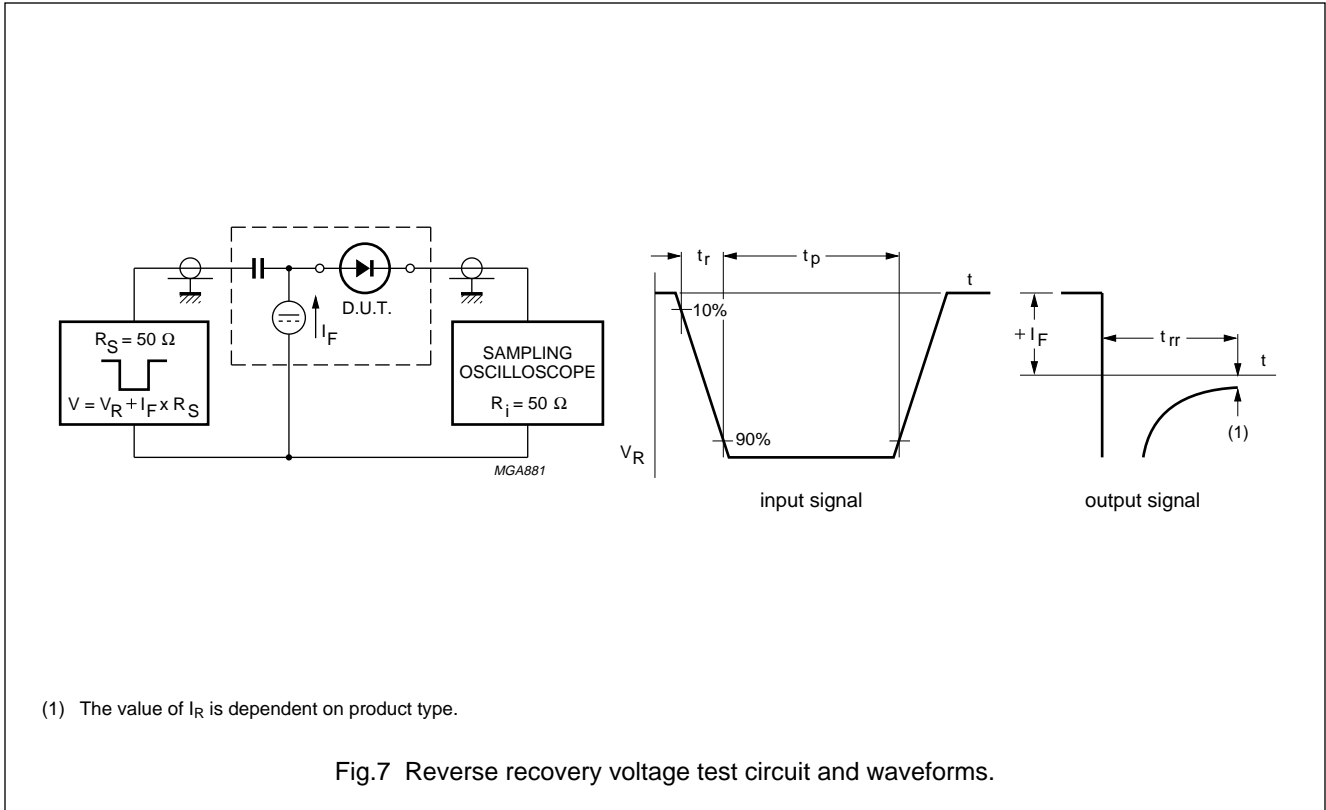 R_S = 50 Ω
V = V_R + I_F x R_S
I_F
D.U.T.
SAMPLING
OSCILLOSCOPE
R_i = 50 Ω
MGA881
t_r
t_p
t
10%
90%
V_R
input signal
+ I_F
t_rr
t
(1)
output signal
(1) The value of I_R is dependent on product type.
Fig.7 Reverse recovery voltage test circuit and waveforms.